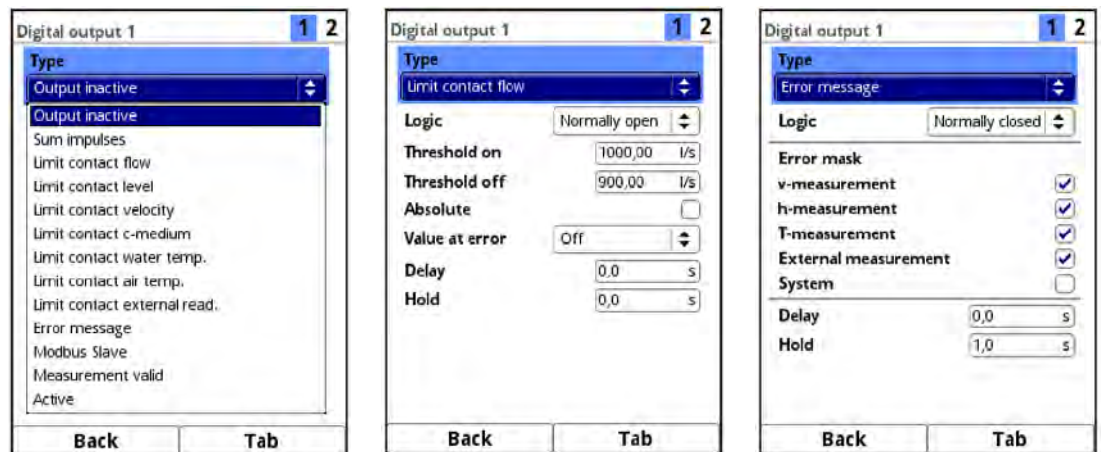 Digital output 1 1 2
Type
Output inactive
Output inactive
Sum impulses
Limit contact flow
Limit contact level
Limit contact velocity
Limit contact c-medium
Limit contact water temp.
Limit contact air temp.
Limit contact external read.
Error message
Modbus Slave
Measurement valid
Active
Back Tab
Digital output 1 1 2
Type
Limit contact flow
Logic Normally open
Threshold on 1000,00 l/s
Threshold off 900,00 l/s
Absolute
Value at error Off
Delay 0,0 s
Hold 0,0 s
Back Tab
Digital output 1 1 2
Type
Error message
Logic Normally closed
Error mask
v-measurement
h-measurement
T-measurement
External measurement
System
Delay 0,0 s
Hold 1,0 s
Back Tab